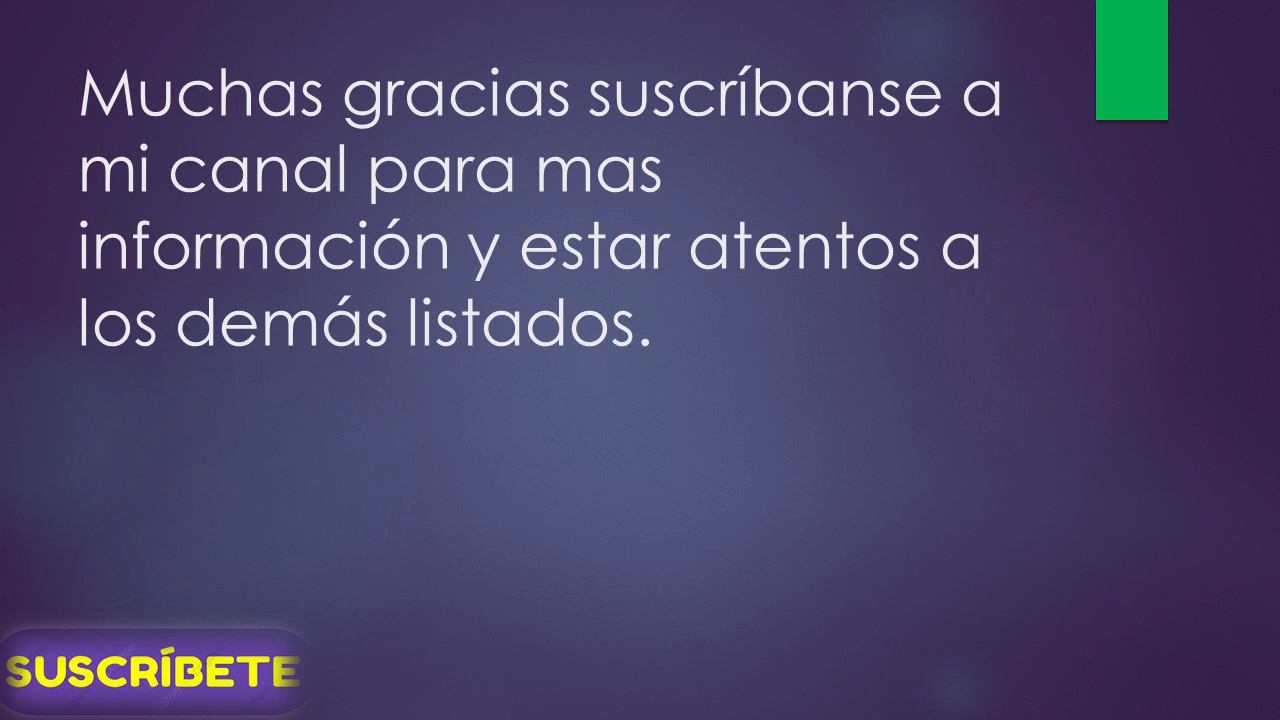 Muchas gracias suscríbanse a
mi canal para mas
información y estar atentos a
los demás listados.
SUSCRÍBETE